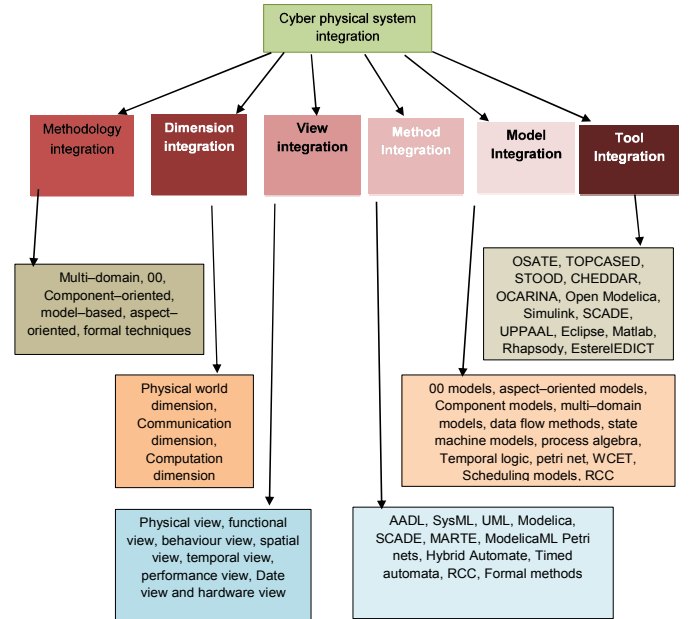 Cyber physical system
integration
Methodology
integration
Dimension
integration
View
integration
Method
Integration
Model
Integration
Tool
Integration
Multi–domain, 00,
Component–oriented,
model–based, aspect–
oriented, formal techniques
OSATE, TOPCASED,
STOOD, CHEDDAR,
OCARINA, Open Modelica,
Simulink, SCADE,
UPPAAL, Eclipse, Matlab,
Rhapsody, EsterelEDICT
Physical world
dimension,
Communication
dimension,
Computation
dimension
00 models, aspect–oriented models,
Component models, multi–domain
models, data flow methods, state
machine models, process algebra,
Temporal logic, petri net, WCET,
Scheduling models, RCC
Physical view, functional
view, behaviour view, spatial
view, temporal view,
performance view, Date
view and hardware view
AADL, SysML, UML, Modelica,
SCADE, MARTE, ModelicaML Petri
nets, Hybrid Automate, Timed
automata, RCC, Formal methods